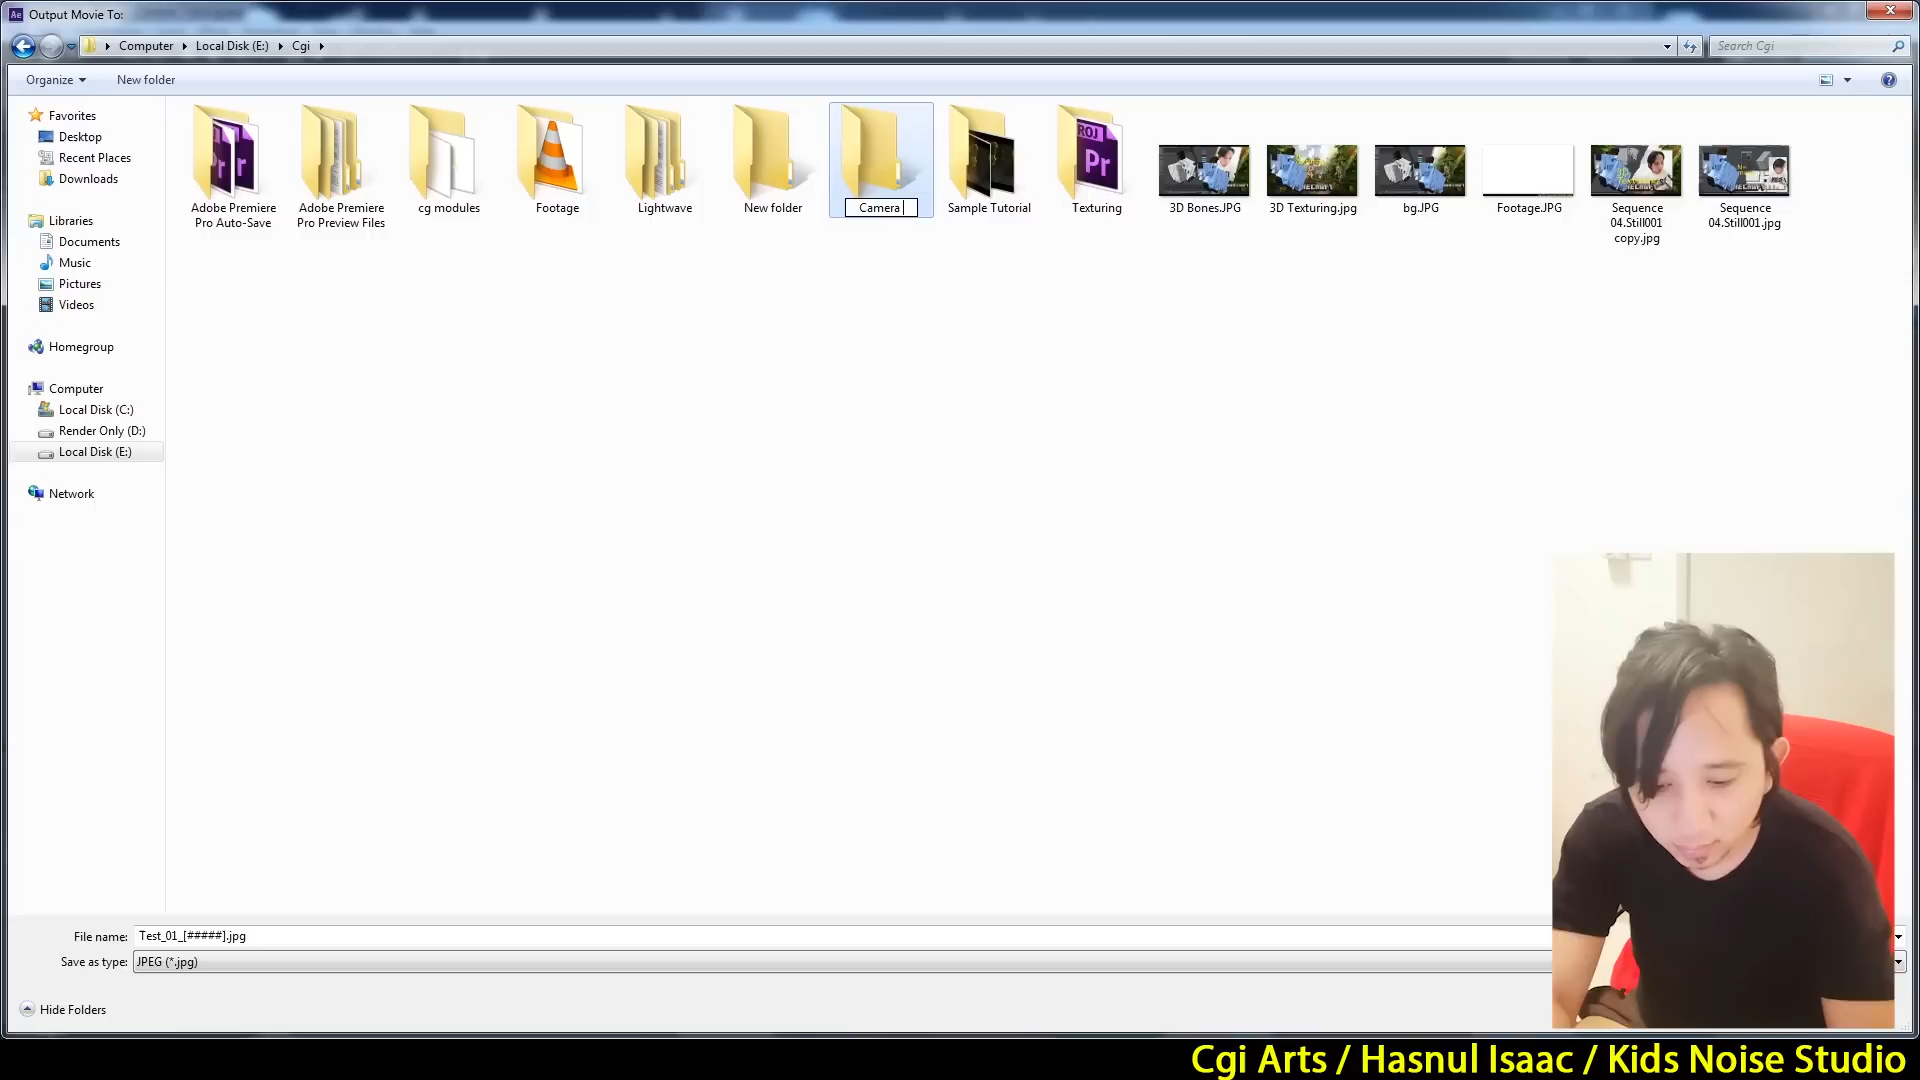 Ae Output Movie To:
Computer Local Disk (E:) Cgi
Search Cgi
Organize New folder
Favorites
Desktop
Recent Places
Downloads
Libraries
Documents
Music
Pictures
Videos
Homegroup
Computer
Local Disk (C:)
Render Only (D:)
Local Disk (E:)
Network
Adobe Premiere
Pro Auto-Save
Adobe Premiere
Pro Preview Files
cg modules
Footage
Lightwave
New folder
Camera
Sample Tutorial
ROJ
Pr
Texturing
3D Bones.JPG
3D Texturing.jpg
bg.JPG
Footage.JPG
Sequence
04.Still001
copy.jpg
Sequence
04.Still001.jpg
File name: Test_01_[#####].jpg
Save as type: JPEG (*.jpg)
Hide Folders
Cgi Arts / Hasnul Isaac / Kids Noise Studio